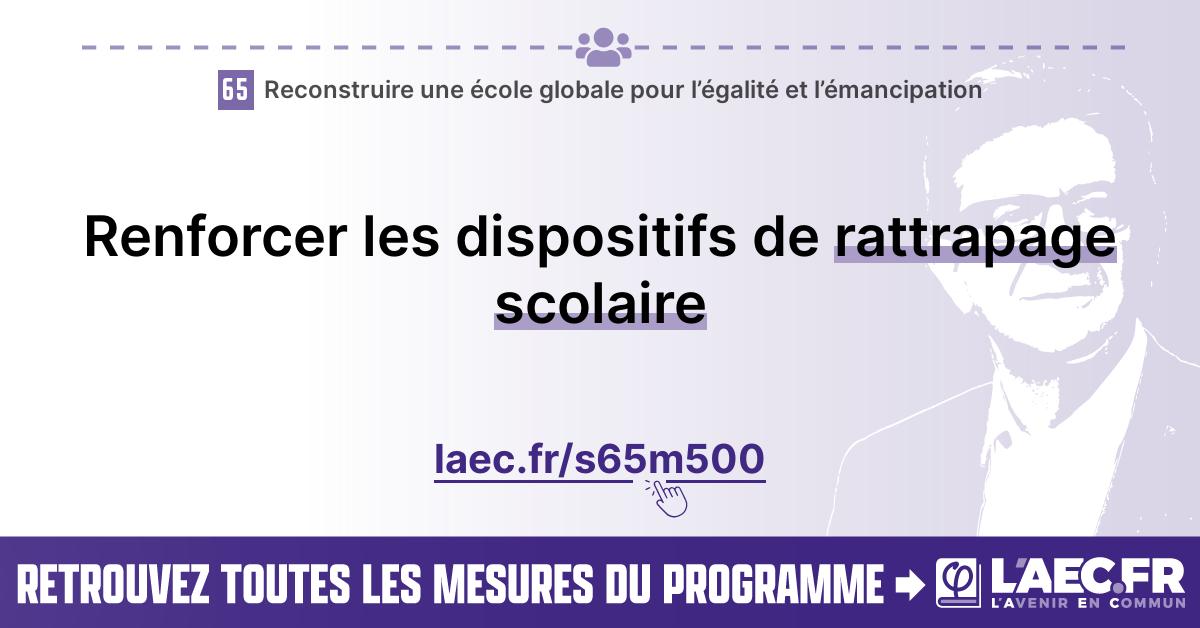 65 Reconstruire une école globale pour l’égalité et l’émancipation
Renforcer les dispositifs de rattrapage
scolaire
laec.fr/s65m500
RETROUVEZ TOUTES LES MESURES DU PROGRAMME
φ L'AEC.FR
L'AVENIR EN COMMUN